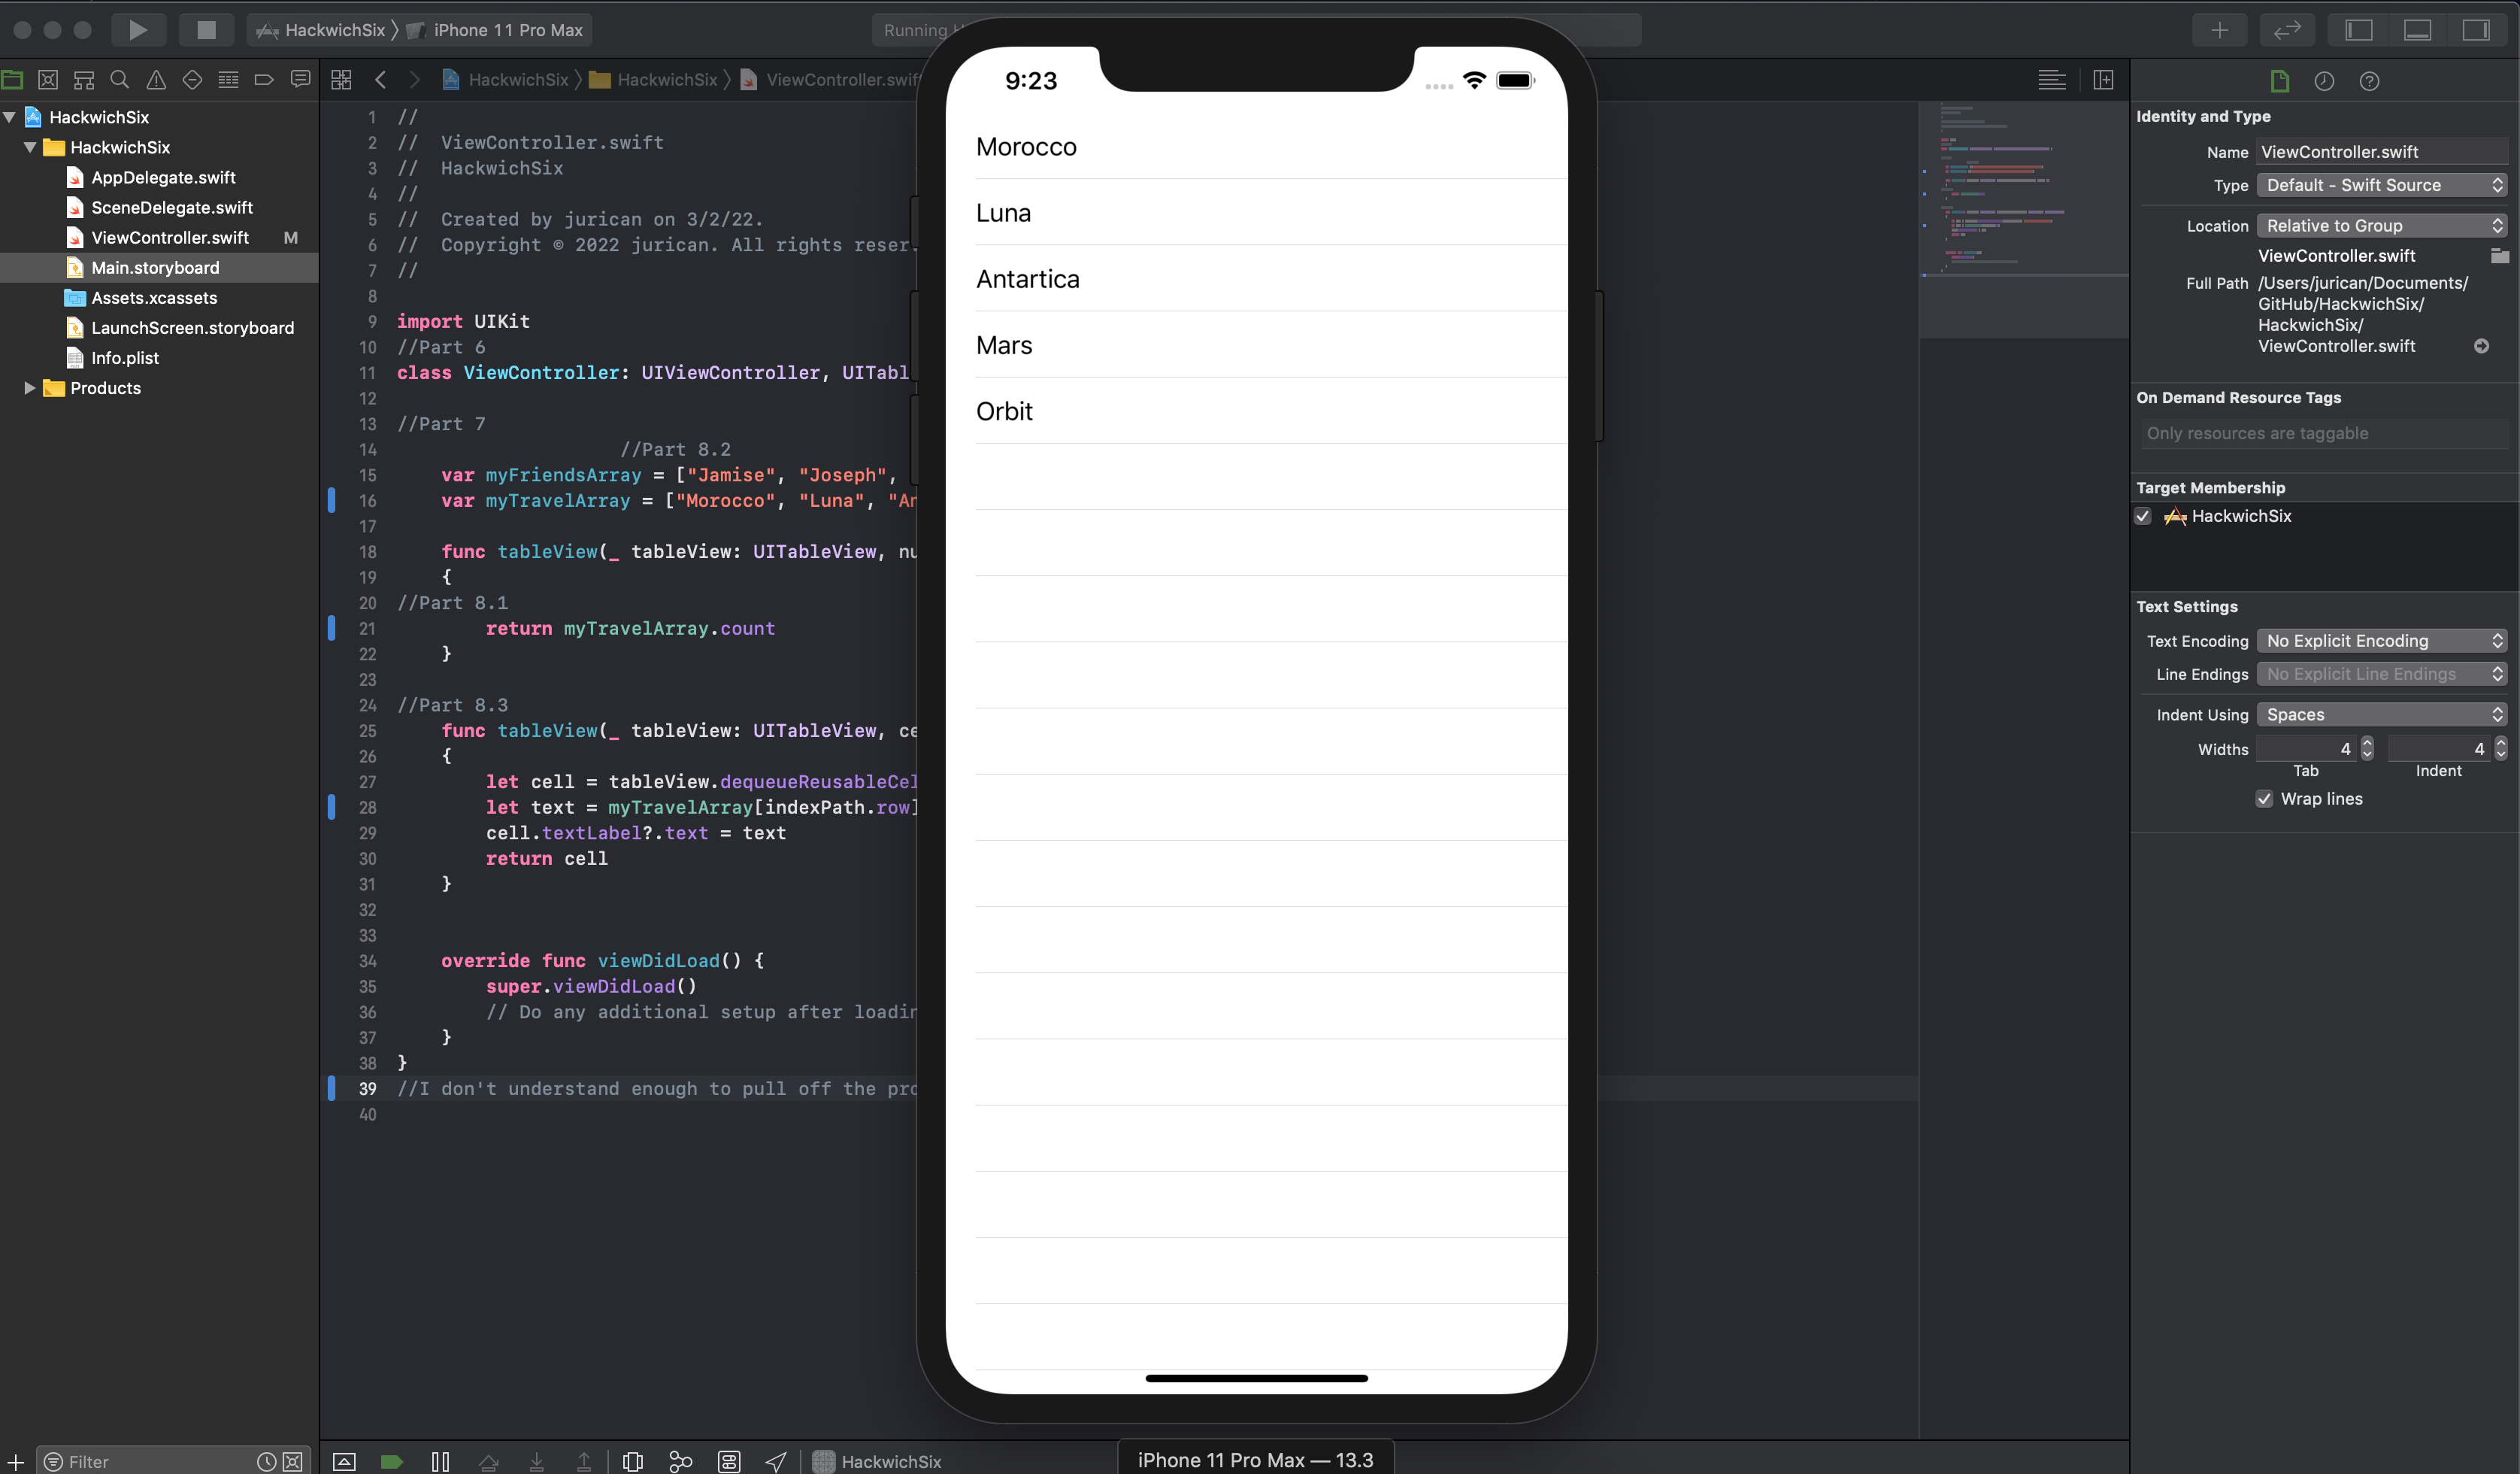 HackwichSix 〉 iPhone 11 Pro Max
Running
HackwichSix 〉 HackwichSix 〉 ViewController.swift
HackwichSix
HackwichSix
AppDelegate.swift
SceneDelegate.swift
ViewController.swift M
Main.storyboard
Assets.xcassets
LaunchScreen.storyboard
Info.plist
Products
Filter
1 //
2 //  ViewController.swift
3 //  HackwichSix
4 //
5 //  Created by jurican on 3/2/22.
6 //  Copyright © 2022 jurican. All rights reser
7 //
8
9 import UIKit
10 //Part 6
11 class ViewController: UIViewController, UITabl
12
13 //Part 7
14 //Part 8.2
15 var myFriendsArray = ["Jamise", "Joseph",
16 var myTravelArray = ["Morocco", "Luna", "An
17
18 func tableView(_ tableView: UITableView, nu
19 {
20 //Part 8.1
21 return myTravelArray.count
22 }
23
24 //Part 8.3
25 func tableView(_ tableView: UITableView, ce
26 {
27 let cell = tableView.dequeueReusableCel
28 let text = myTravelArray[indexPath.row]
29 cell.textLabel?.text = text
30 return cell
31 }
32
33
34 override func viewDidLoad() {
35 super.viewDidLoad()
36 // Do any additional setup after loadin
37 }
38 }
39 //I don't understand enough to pull off the pro
40
9:23
Morocco
Luna
Antartica
Mars
Orbit
HackwichSix
iPhone 11 Pro Max — 13.3
Identity and Type
Name ViewController.swift
Type Default - Swift Source
Location Relative to Group
ViewController.swift
Full Path /Users/jurican/Documents/
GitHub/HackwichSix/
HackwichSix/
ViewController.swift
On Demand Resource Tags
Only resources are taggable
Target Membership
HackwichSix
Text Settings
Text Encoding No Explicit Encoding
Line Endings No Explicit Line Endings
Indent Using Spaces
Widths 4 4
Tab Indent
Wrap lines